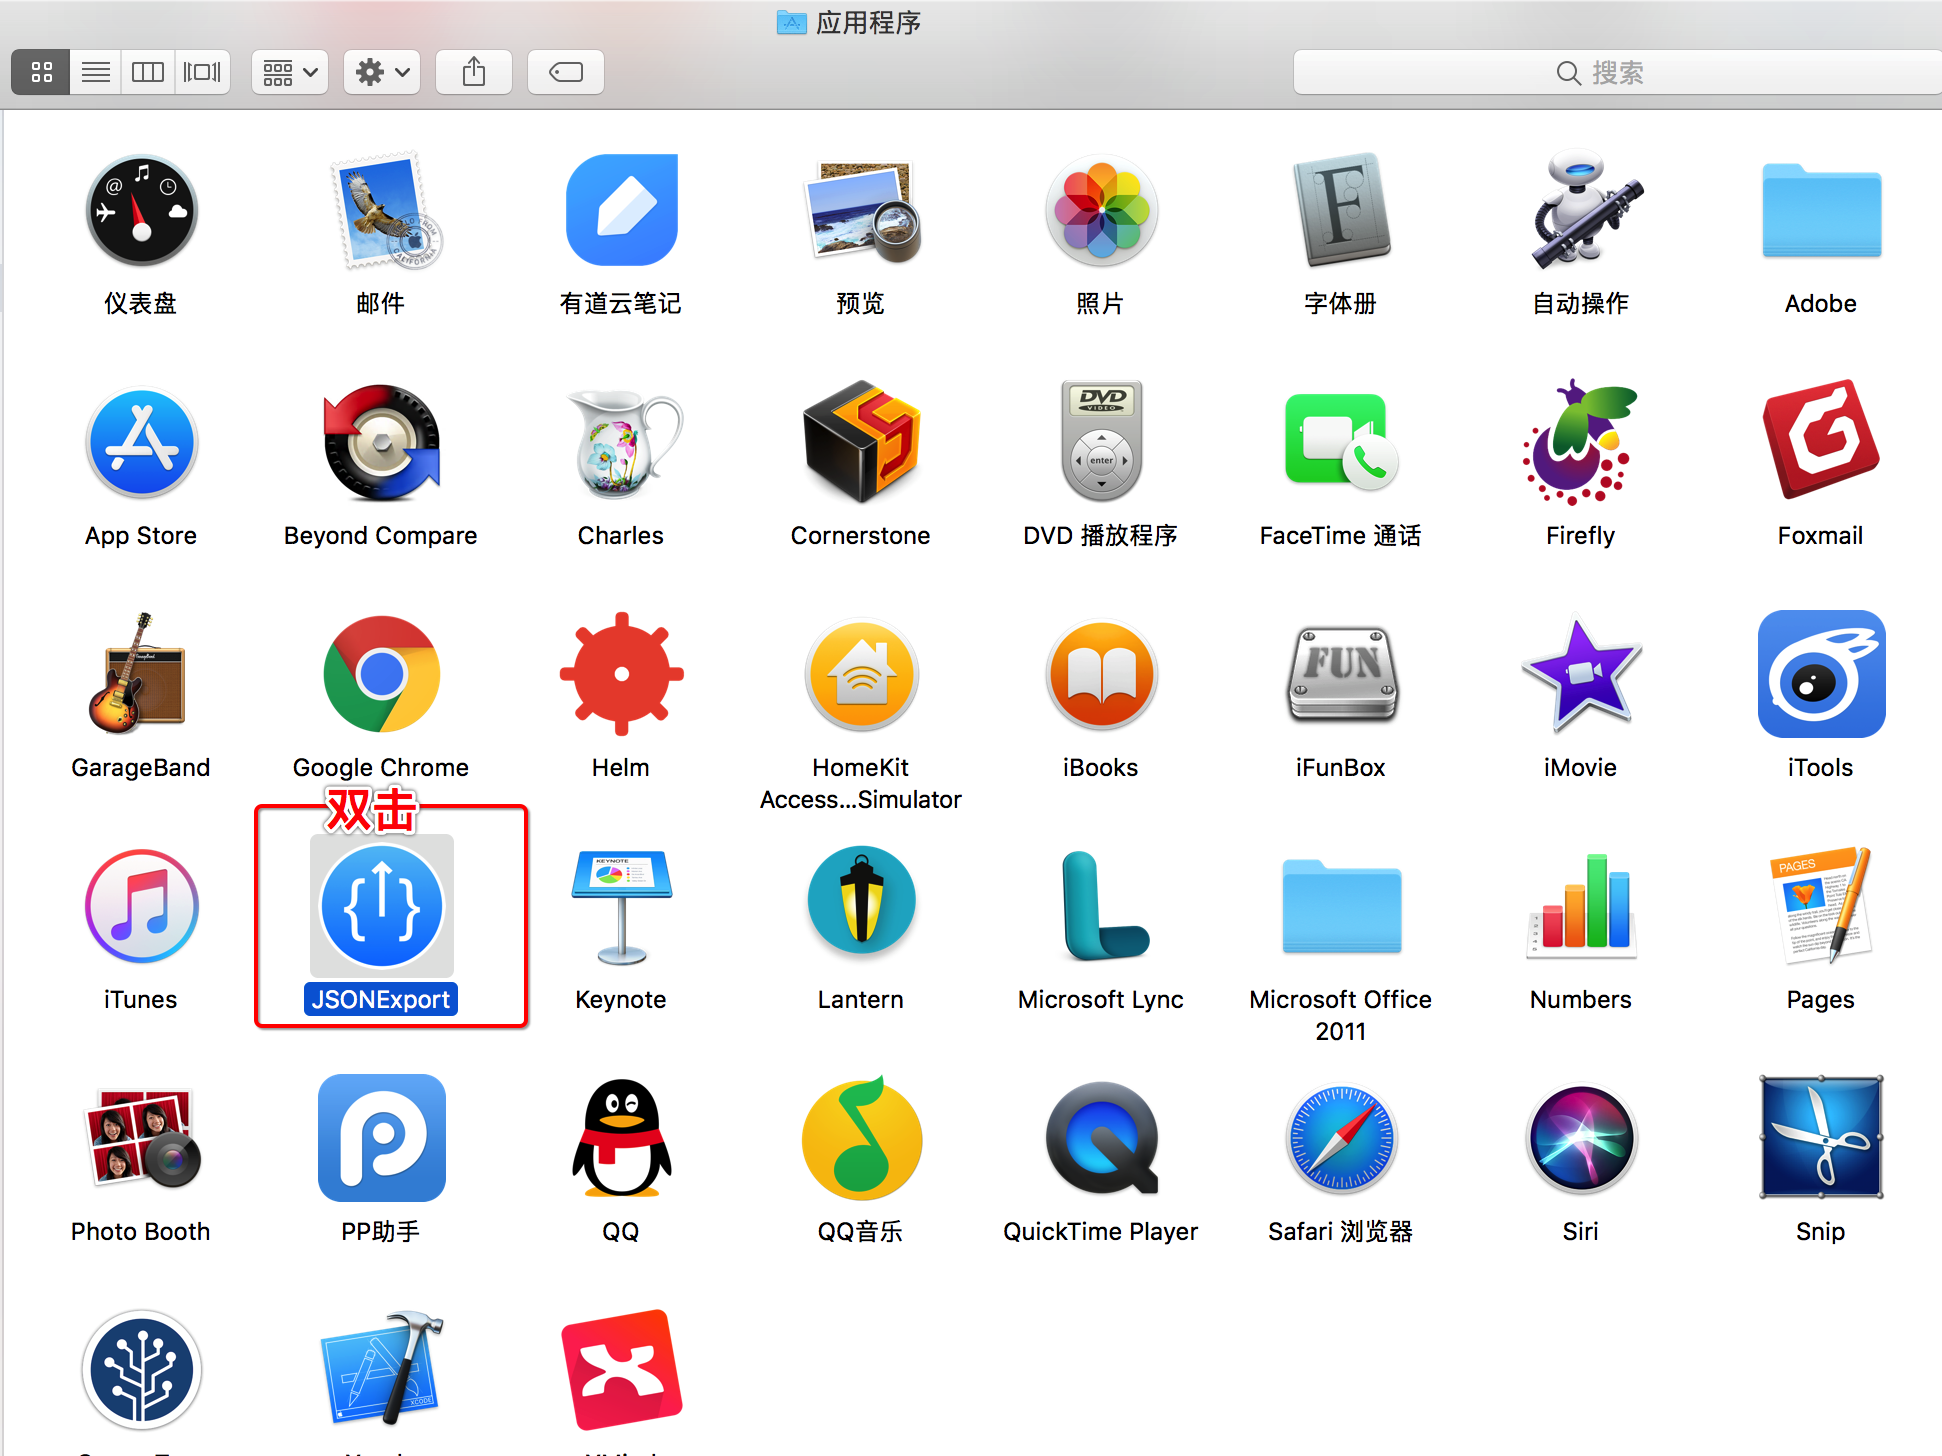 应用程序
搜索
仪表盘
邮件
有道云笔记
预览
照片
字体册
自动操作
Adobe
App Store
Beyond Compare
Charles
Cornerstone
DVD 播放程序
FaceTime 通话
Firefly
Foxmail
GarageBand
Google Chrome
Helm
HomeKit
Access...Simulator
iBooks
iFunBox
iMovie
iTools
双击
iTunes
JSONExport
Keynote
Lantern
Microsoft Lync
Microsoft Office
2011
Numbers
Pages
Photo Booth
PP助手
QQ
QQ音乐
QuickTime Player
Safari 浏览器
Siri
Snip